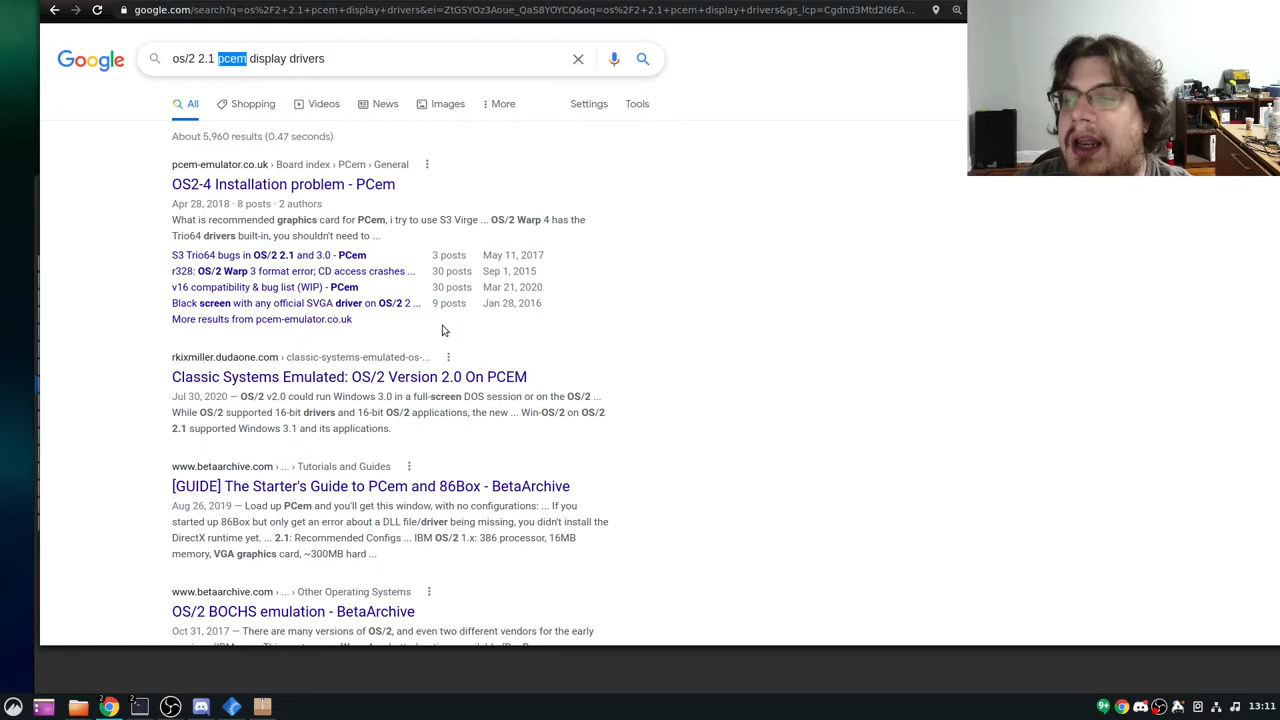 google.com/search?q=os%2F2+2.1+pcem+display+drivers&ei=ZtGSYOz3Aoue_QaS8YOYCQ&oq=os%2F2+2.1+pcem+display+drivers&gs_lcp=Cgdnd3Mtd2l6EA...
Google
os/2 2.1 pcem display drivers
All
Shopping
Videos
News
Images
More
Settings
Tools
About 5,960 results (0.47 seconds)
pcem-emulator.co.uk › Board index › PCem › General
OS2-4 Installation problem - PCem
Apr 28, 2018 · 8 posts · 2 authors
What is recommended graphics card for PCem, i try to use S3 Virge ... OS/2 Warp 4 has the
Trio64 drivers built-in, you shouldn't need to ...
S3 Trio64 bugs in OS/2 2.1 and 3.0 - PCem 3 posts May 11, 2017
r328: OS/2 Warp 3 format error; CD access crashes ... 30 posts Sep 1, 2015
v16 compatibility & bug list (WIP) - PCem 30 posts Mar 21, 2020
Black screen with any official SVGA driver on OS/2 2 ... 9 posts Jan 28, 2016
More results from pcem-emulator.co.uk
rkixmiller.dudaone.com › classic-systems-emulated-os-...
Classic Systems Emulated: OS/2 Version 2.0 On PCEM
Jul 30, 2020 — OS/2 v2.0 could run Windows 3.0 in a full-screen DOS session or on the OS/2 ...
While OS/2 supported 16-bit drivers and 16-bit OS/2 applications, the new ... Win-OS/2 on OS/2
2.1 supported Windows 3.1 and its applications.
www.betaarchive.com › ... › Tutorials and Guides
[GUIDE] The Starter's Guide to PCem and 86Box - BetaArchive
Aug 26, 2019 — Load up PCem and you'll get this window, with no configurations: ... If you
started up 86Box but only get an error about a DLL file/driver being missing, you didn't install the
DirectX runtime yet. ... 2.1: Recommended Configs ... IBM OS/2 1.x: 386 processor, 16MB
memory, VGA graphics card, ~300MB hard ...
www.betaarchive.com › ... › Other Operating Systems
OS/2 BOCHS emulation - BetaArchive
Oct 31, 2017 — There are many versions of OS/2, and even two different vendors for the early
2
2
9+
13:11